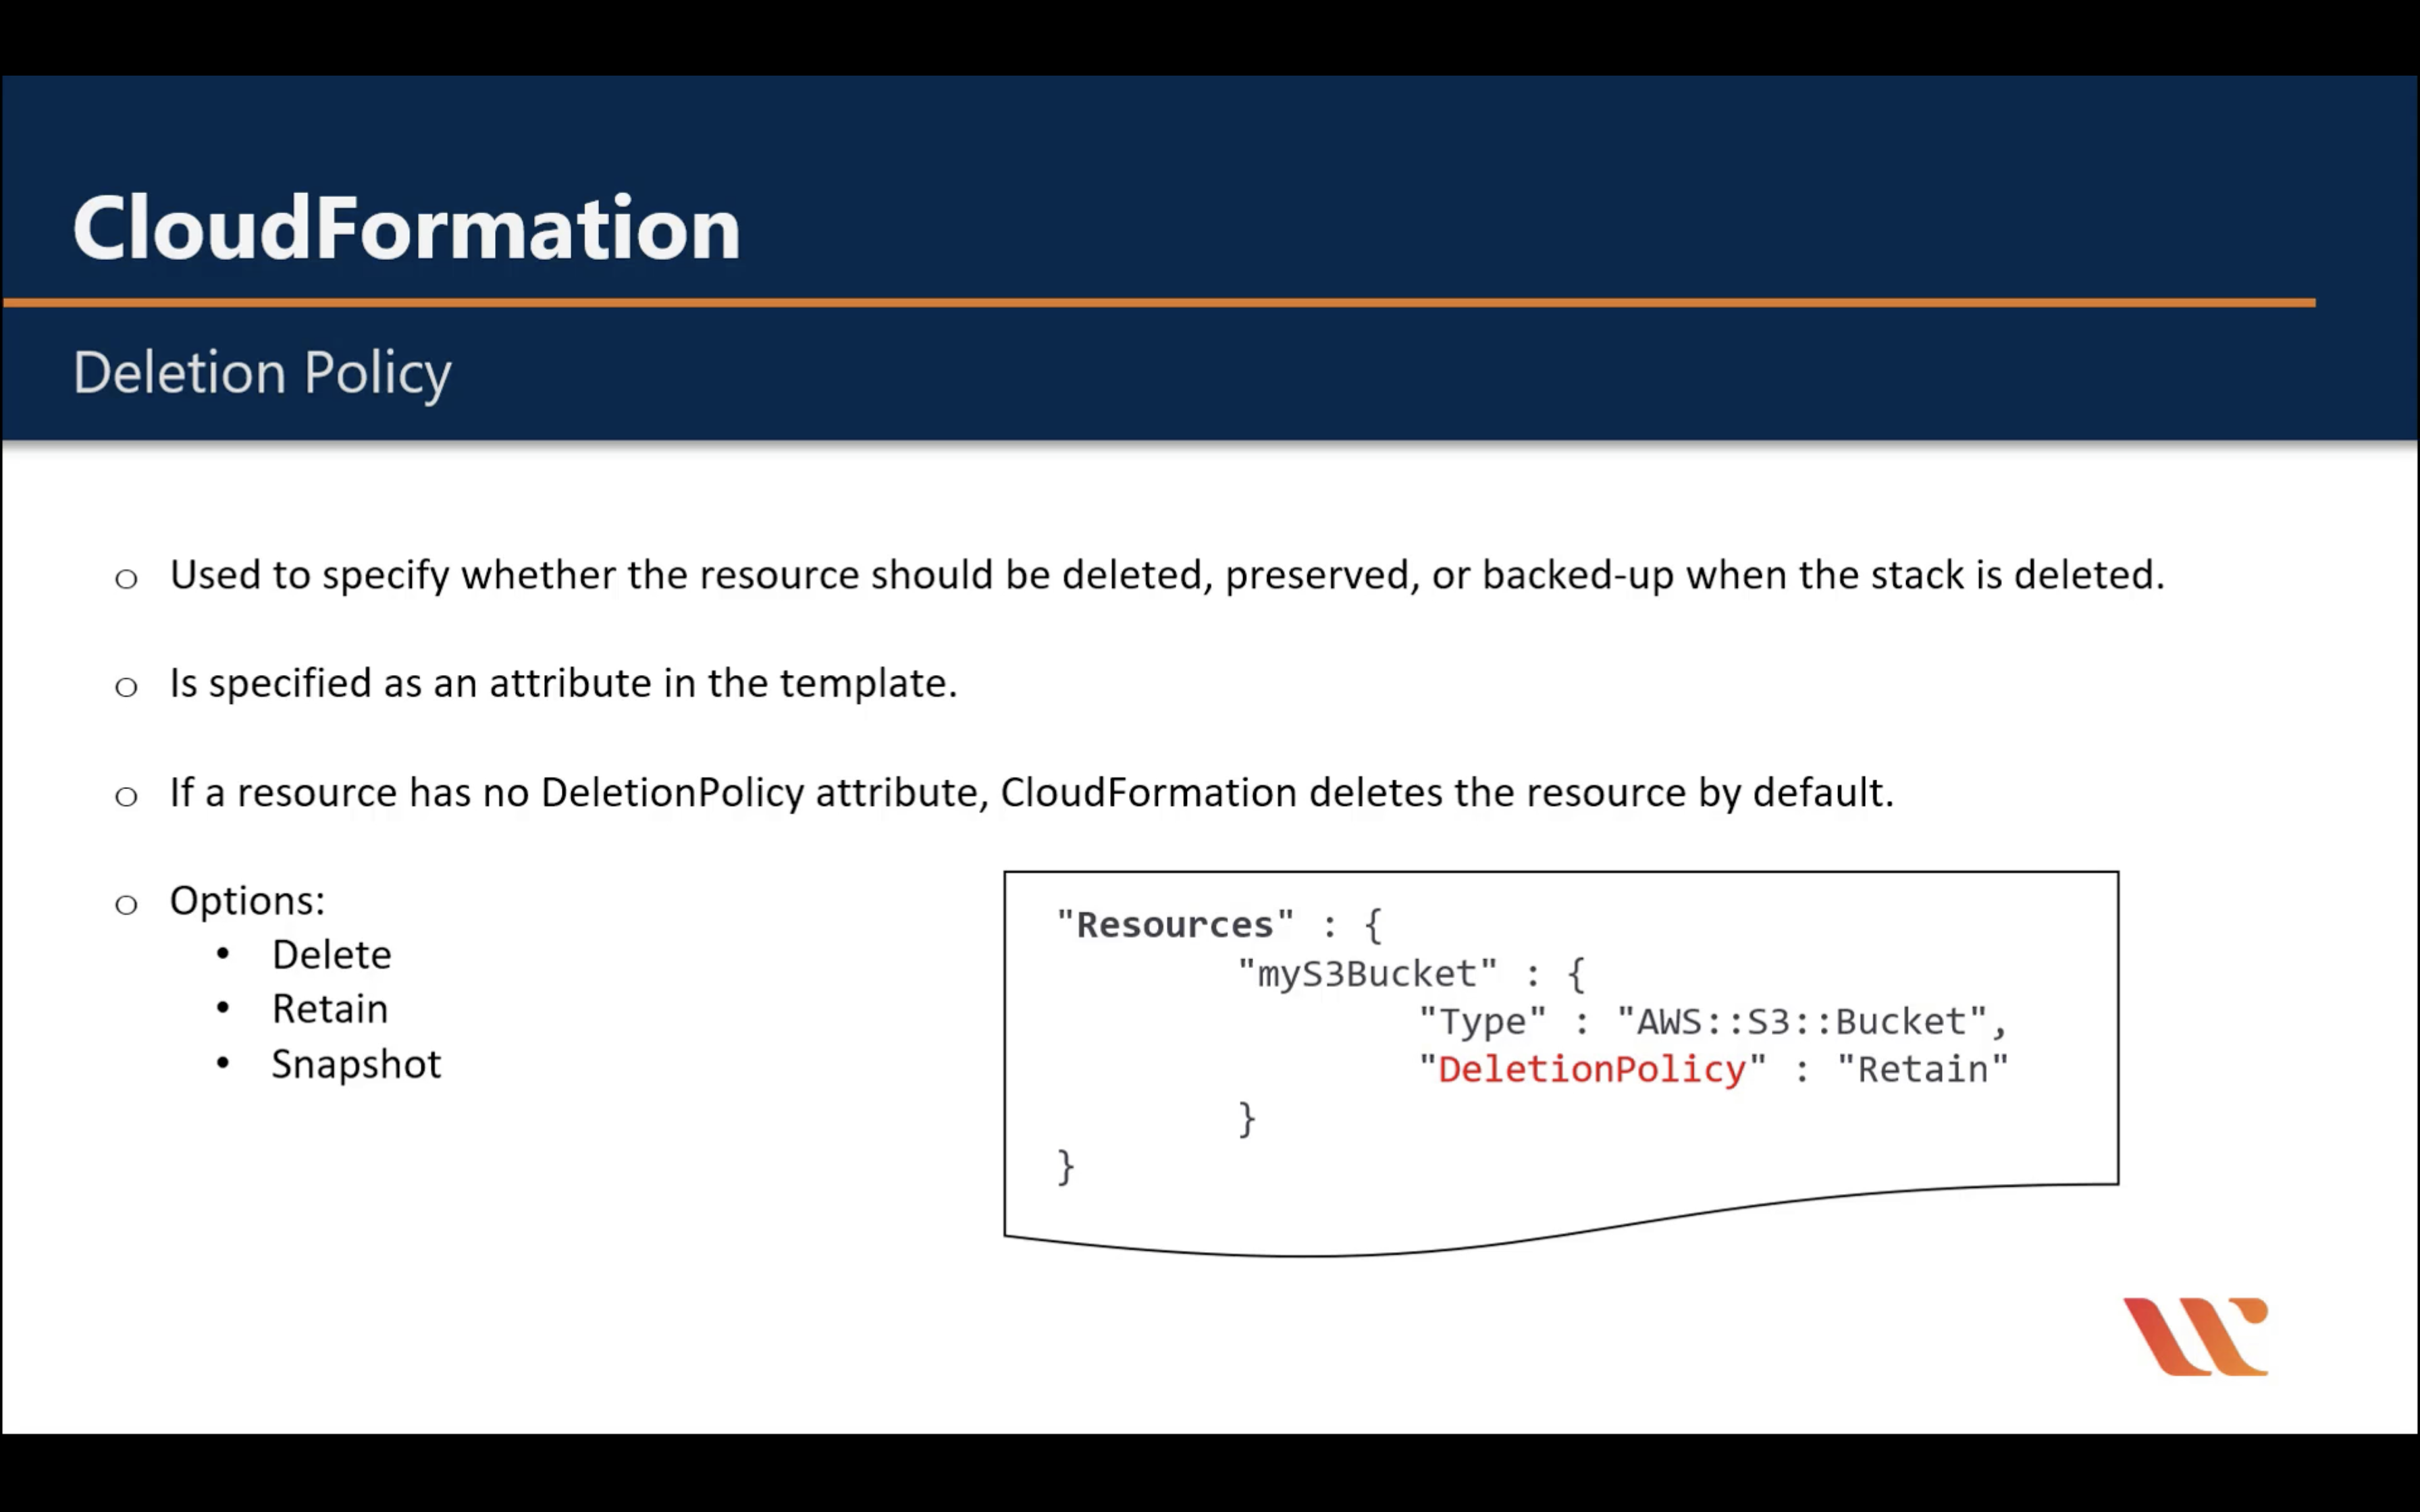 CloudFormation
Deletion Policy
o Used to specify whether the resource should be deleted, preserved, or backed-up when the stack is deleted.
o Is specified as an attribute in the template.
o If a resource has no DeletionPolicy attribute, CloudFormation deletes the resource by default.
o Options:
• Delete
• Retain
• Snapshot
"Resources" : {
"myS3Bucket" : {
"Type" : "AWS::S3::Bucket",
"DeletionPolicy" : "Retain"
}
}